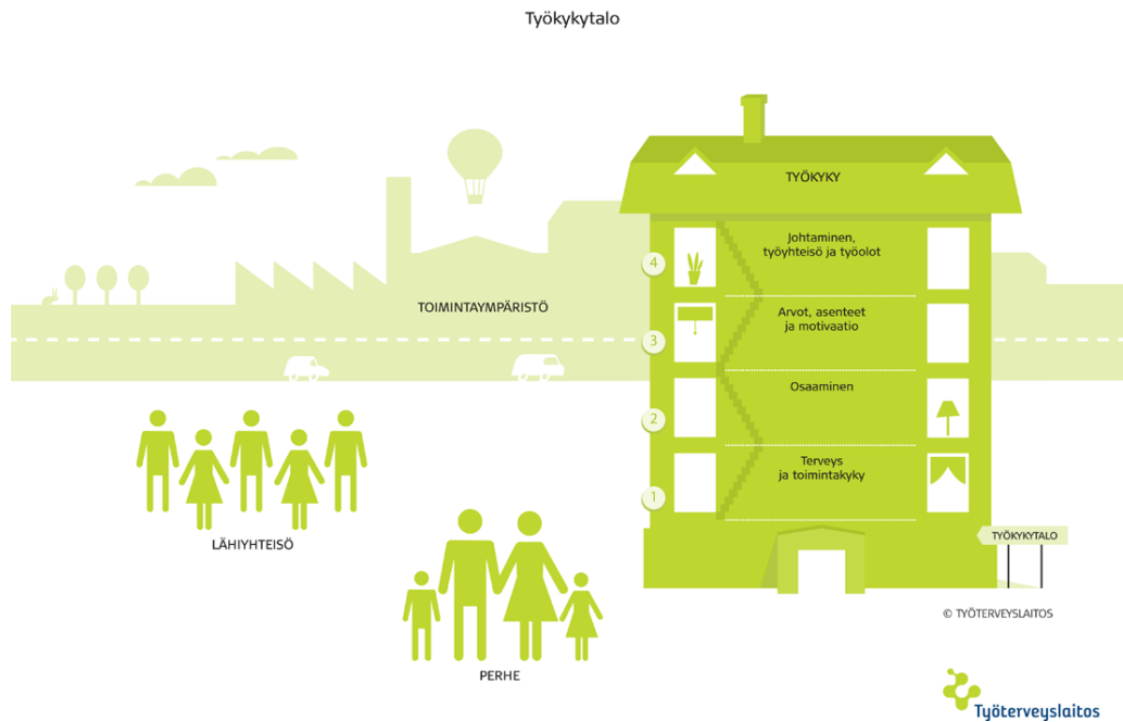 Työkykytalo
TYÖKYKY
4
Johtaminen,
työyhteisö ja työolot
TOIMINTAYMPÄRISTÖ
3
Arvot, asenteet
ja motivaatio
2
Osaaminen
1
Terveys
ja toimintakyky
LÄHIYHTEISÖ
TYÖKYKYTALO
© TYÖTERVEYSLAITOS
PERHE
Työterveyslaitos